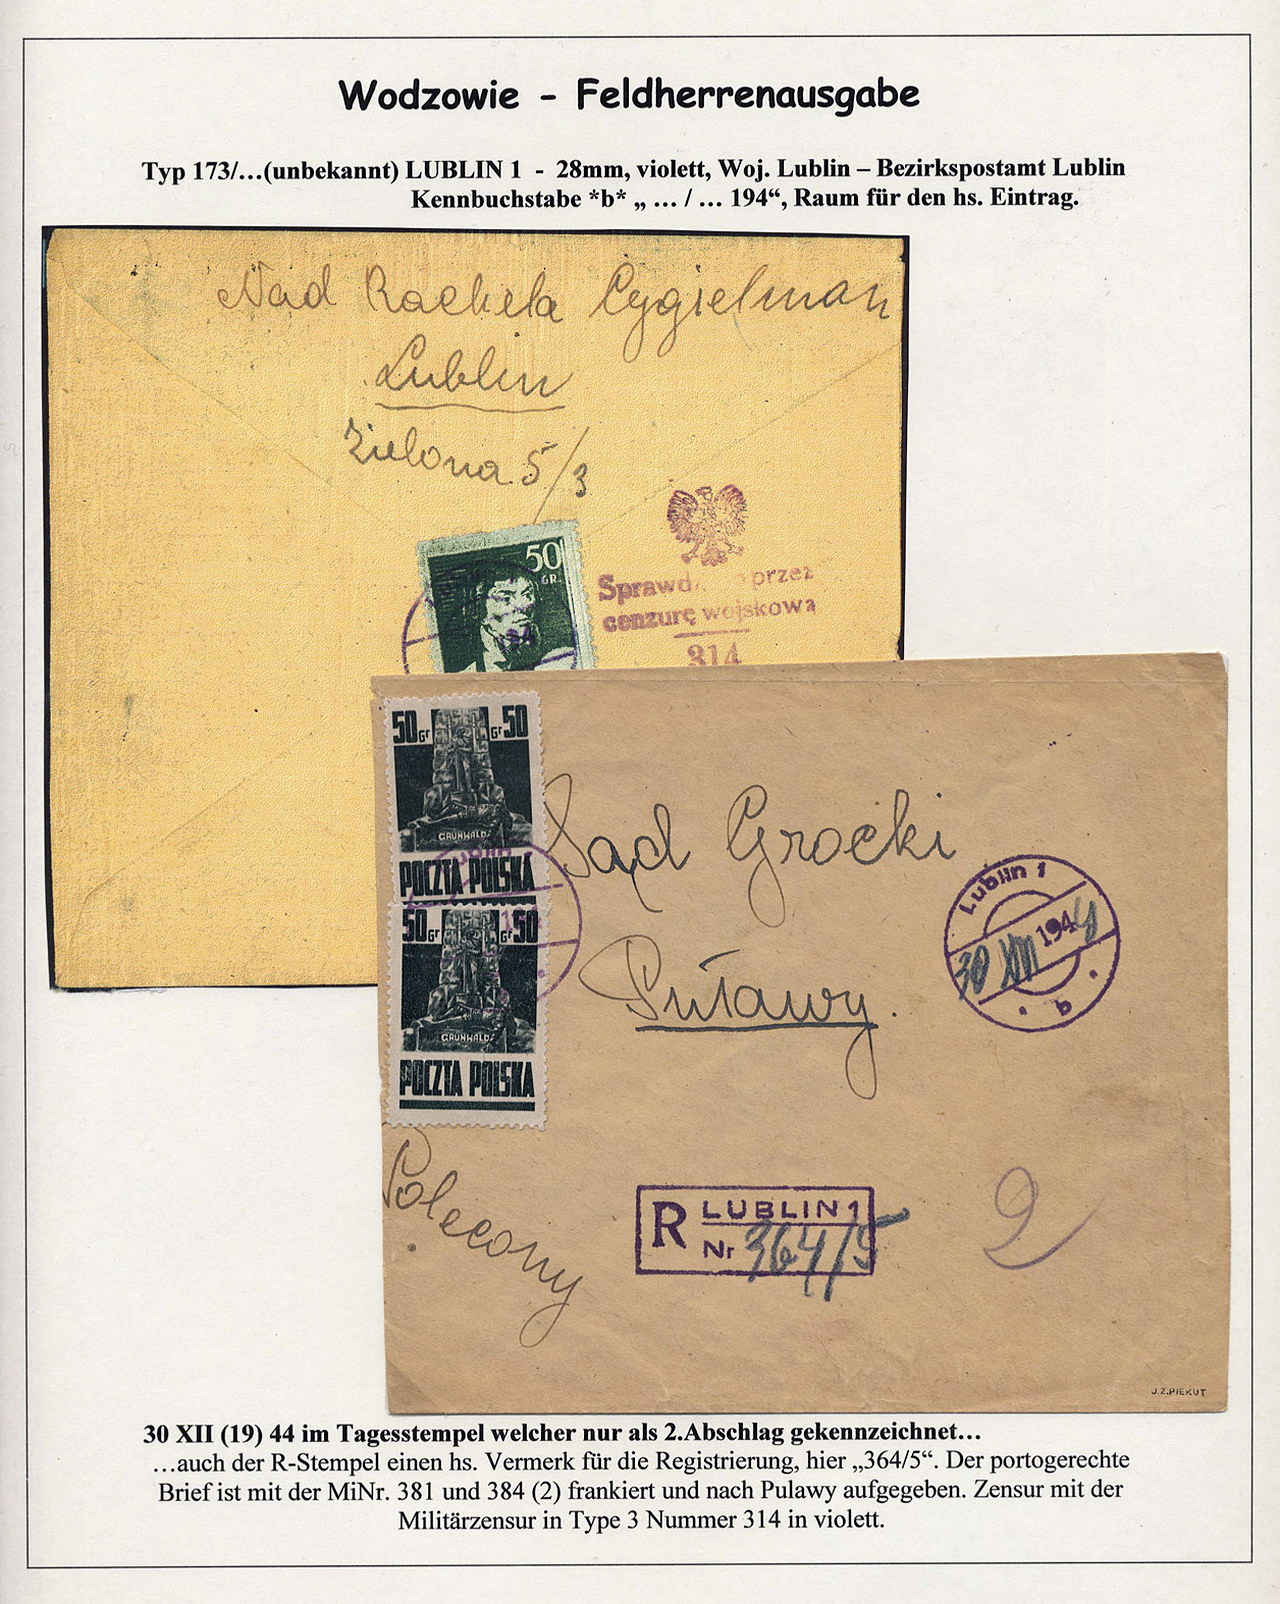 Wodzowie - Feldherrenausgabe
Typ 173/…(unbekannt) LUBLIN 1 - 28mm, violett, Woj. Lublin – Bezirkspostamt Lublin
Kennbuchstabe *b* „ … / … 194“, Raum für den hs. Eintrag.
Nad Rachela Cygielman
Lublin
Zielona 5/3
50
GR.
194
Sprawd przez
cenzurę wojskowa
314
50 Gr Gr 50
GRUNWALD
POCZTA POLSKA
Lublin
50 Gr Gr 50
GRUNWALD
POCZTA POLSKA
Sąd Grocki
Puławy.
Lublin 1
30 XII 1944
b
Polecony
R LUBLIN 1
Nr 364/5
2
J.Z.PIEKUT
30 XII (19) 44 im Tagesstempel welcher nur als 2.Abschlag gekennzeichnet…
…auch der R-Stempel einen hs. Vermerk für die Registrierung, hier „364/5“. Der portogerechte
Brief ist mit der MiNr. 381 und 384 (2) frankiert und nach Pulawy aufgegeben. Zensur mit der
Militärzensur in Type 3 Nummer 314 in violett.